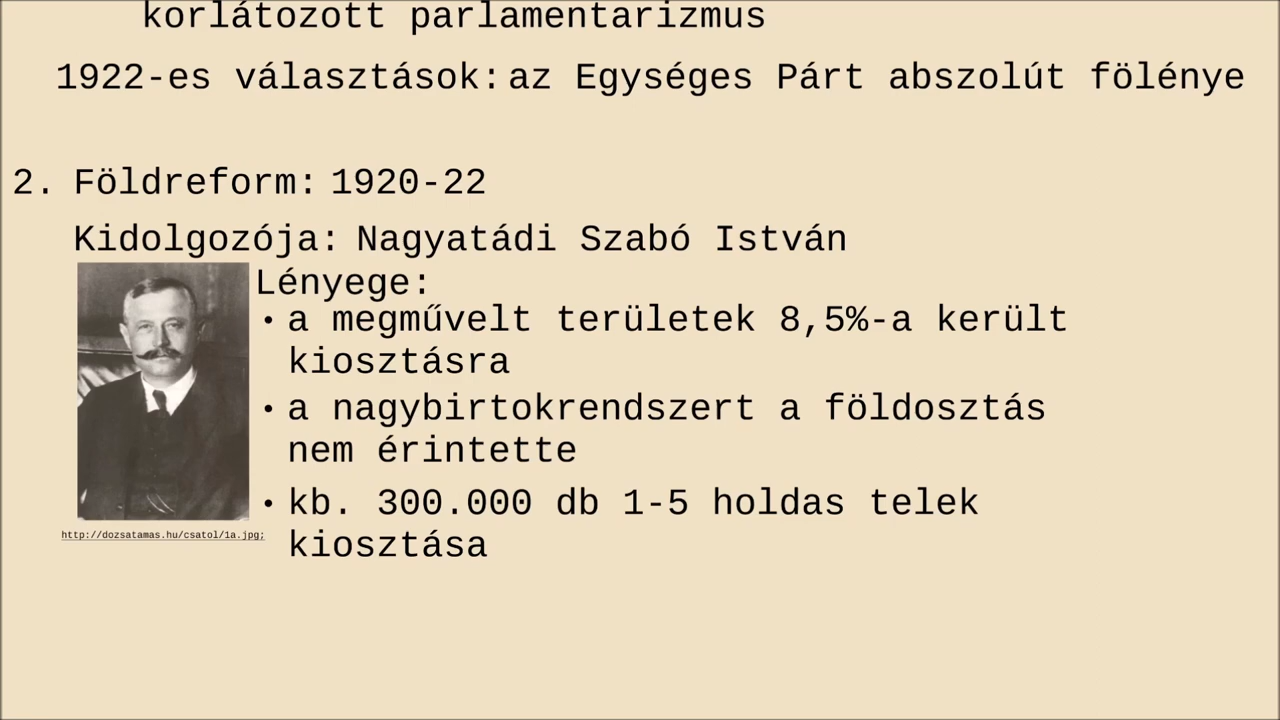 korlátozott parlamentarizmus
1922-es választások: az Egységes Párt abszolút fölénye
2. Földreform: 1920-22
Kidolgozója: Nagyatádi Szabó István
Lényege:
• a megművelt területek 8,5%-a került
kiosztásra
• a nagybirtokrendszert a földosztás
nem érintette
• kb. 300.000 db 1-5 holdas telek
kiosztása
http://dozsatamas.hu/csatol/1a.jpg;